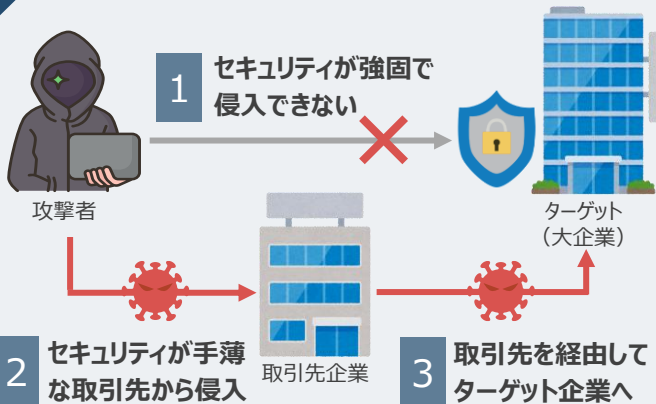 1
セキュリティが強固で
侵入できない
攻撃者
ターゲット
（大企業）
2
セキュリティが手薄
な取引先から侵入
取引先企業
3
取引先を経由して
ターゲット企業へ